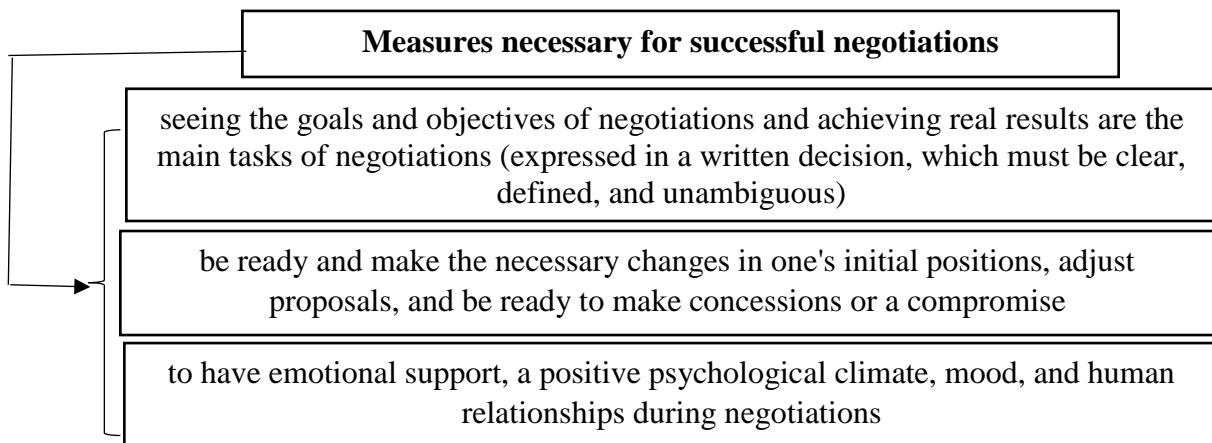 Measures necessary for successful negotiations
seeing the goals and objectives of negotiations and achieving real results are the
main tasks of negotiations (expressed in a written decision, which must be clear,
defined, and unambiguous)
be ready and make the necessary changes in one's initial positions, adjust
proposals, and be ready to make concessions or a compromise
to have emotional support, a positive psychological climate, mood, and human
relationships during negotiations